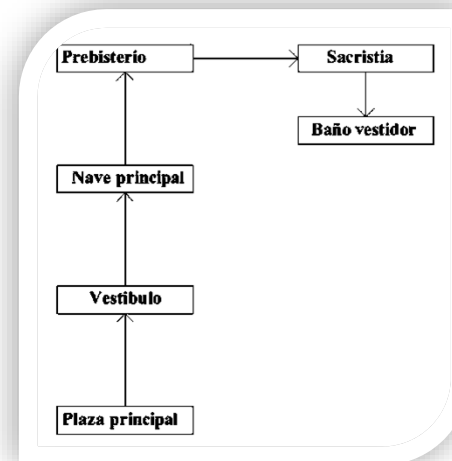 Prebisterio
Sacristia
Baño vestidor
Nave principal
Vestibulo
Plaza principal